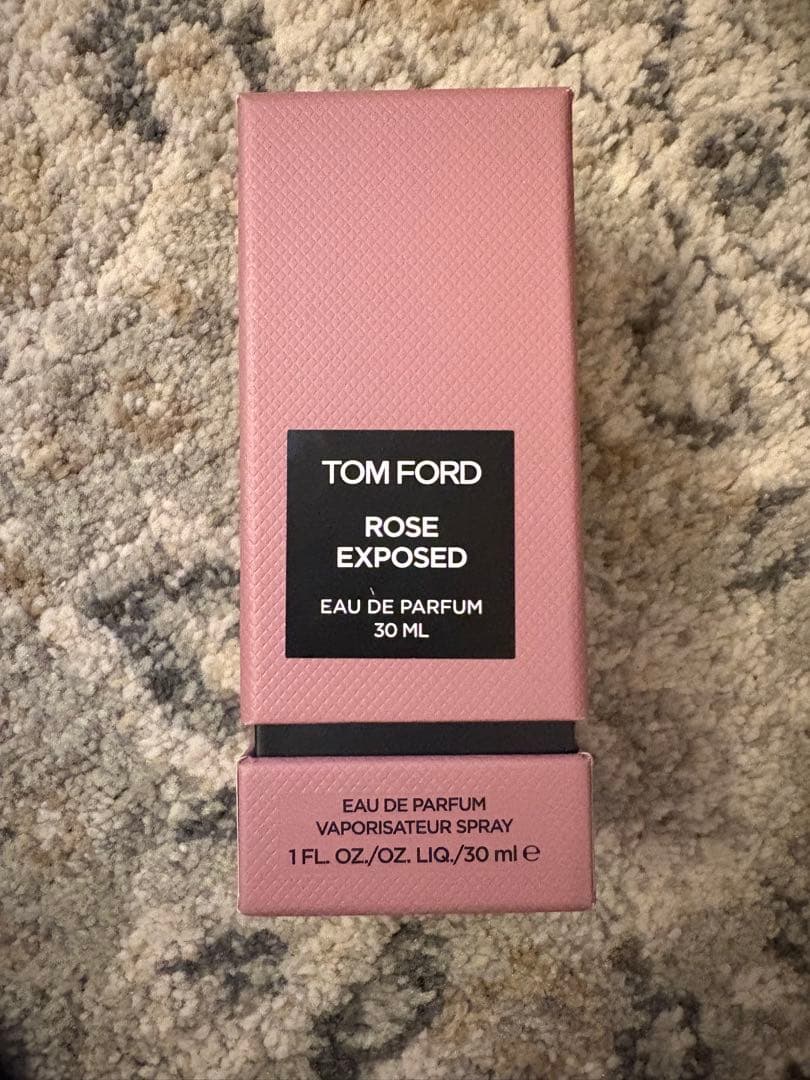 TOM FORD
ROSE
EXPOSED
EAU DE PARFUM
30 ML
EAU DE PARFUM
VAPORISATEUR SPRAY
1 FL. OZ./OZ. LIQ./30 ml ℮